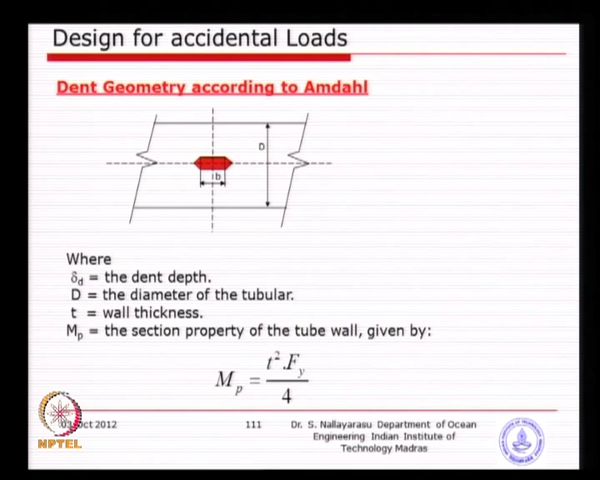 Design for accidental Loads
Dent Geometry according to Amdahl
D
b
Where
δd = the dent depth.
D = the diameter of the tubular.
t = wall thickness.
Mp = the section property of the tube wall, given by:
M_p = t².F_y / 4
Oct 2012
111
Dr. S. Nallayarasu Department of Ocean
Engineering Indian Institute of
Technology Madras
NPTEL